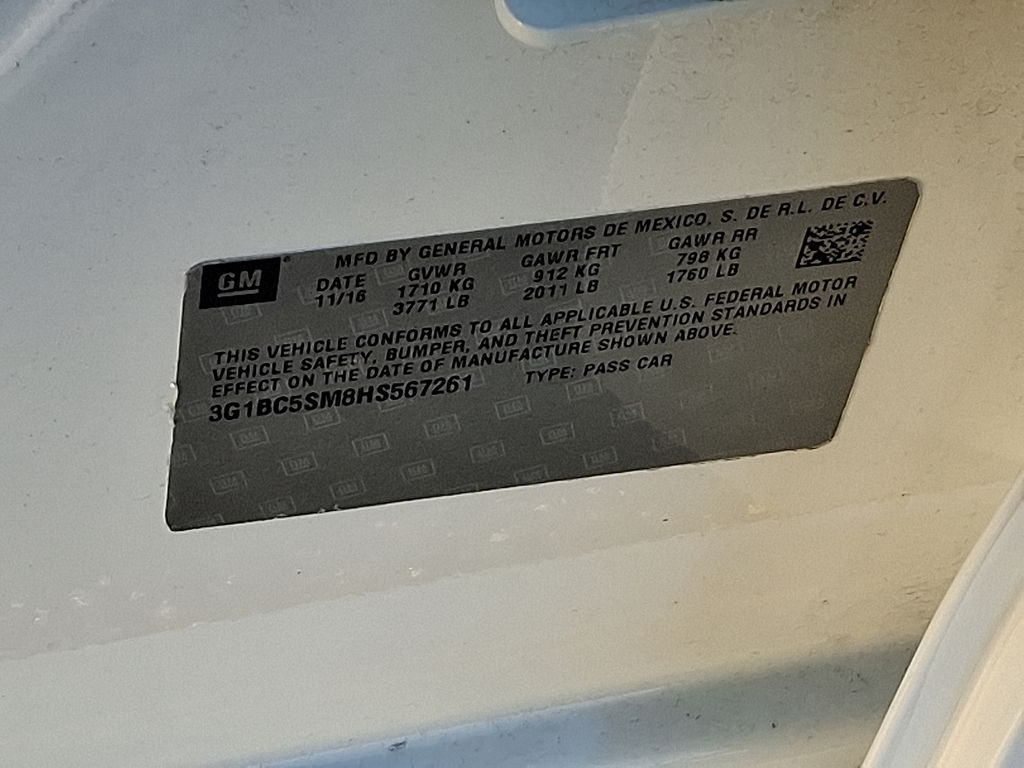 MFD BY GENERAL MOTORS DE MEXICO, S. DE R.L. DE C.V.
GM
DATE GVWR GAWR FRT GAWR RR
11/16 1710 KG 912 KG 798 KG
3771 LB 2011 LB 1760 LB
THIS VEHICLE CONFORMS TO ALL APPLICABLE U.S. FEDERAL MOTOR
VEHICLE SAFETY, BUMPER, AND THEFT PREVENTION STANDARDS IN
EFFECT ON THE DATE OF MANUFACTURE SHOWN ABOVE.
3G1BC5SM8HS567261 TYPE: PASS CAR